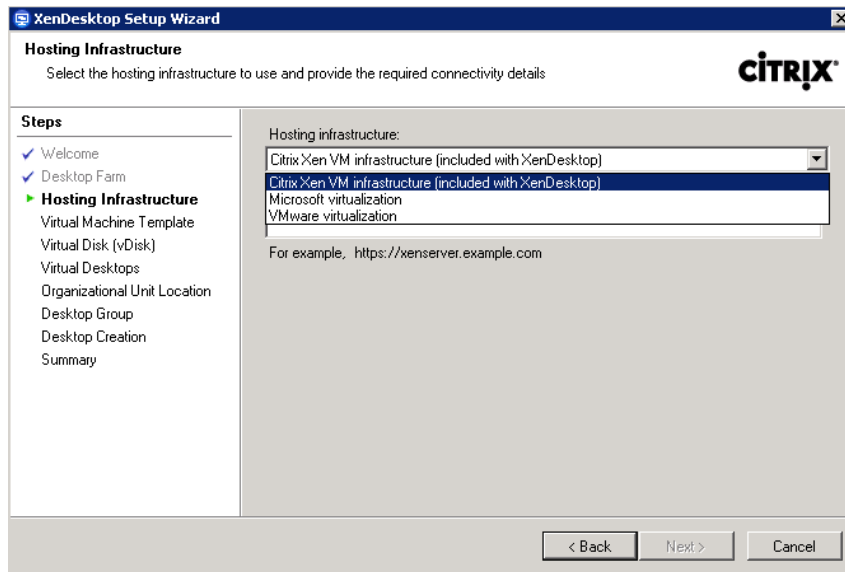 XenDesktop Setup Wizard
Hosting Infrastructure
Select the hosting infrastructure to use and provide the required connectivity details
CITRIX
Steps
Welcome
Desktop Farm
Hosting Infrastructure
Virtual Machine Template
Virtual Disk (vDisk)
Virtual Desktops
Organizational Unit Location
Desktop Group
Desktop Creation
Summary
Hosting infrastructure:
Citrix Xen VM infrastructure (included with XenDesktop)
Citrix Xen VM infrastructure (included with XenDesktop)
Microsoft virtualization
VMware virtualization
For example, https://xenserver.example.com
< Back
Next >
Cancel